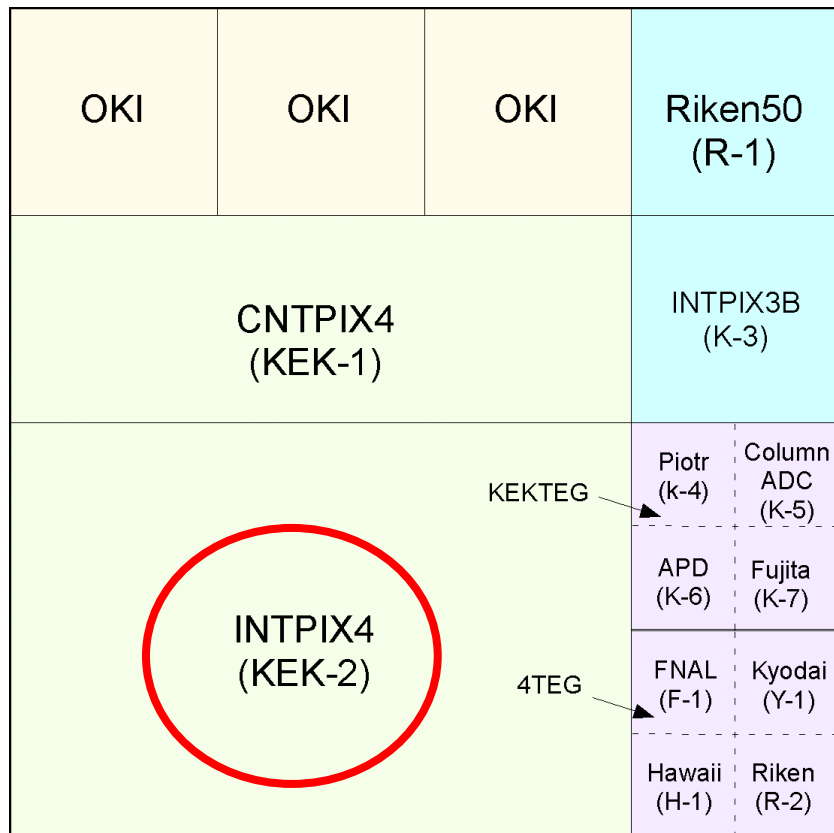 OKI
OKI
OKI
Riken50
(R-1)
CNTPIX4
(KEK-1)
INTPIX3B
(K-3)
KEKTEG
Piotr
(k-4)
Column
ADC
(K-5)
APD
(K-6)
Fujita
(K-7)
INTPIX4
(KEK-2)
4TEG
FNAL
(F-1)
Kyodai
(Y-1)
Hawaii
(H-1)
Riken
(R-2)